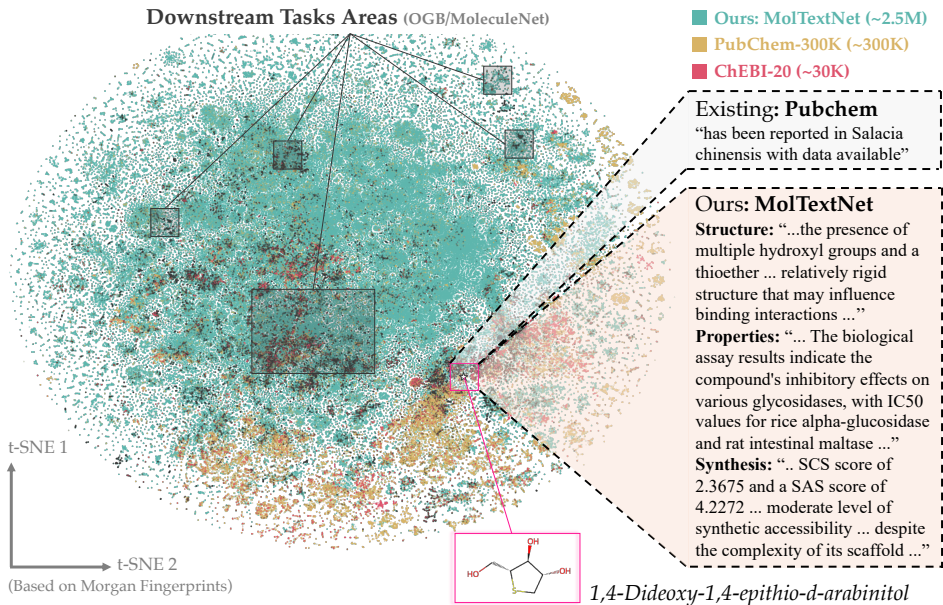 Downstream Tasks Areas (OGB/MoleculeNet)
Ours: MolTextNet (~2.5M)
PubChem-300K (~300K)
ChEBI-20 (~30K)
Existing: Pubchem
“has been reported in Salacia
chinensis with data available”
Ours: MolTextNet
Structure: “...the presence of
multiple hydroxyl groups and a
thioether ... relatively rigid
structure that may influence
binding interactions ...”
Properties: “... The biological
assay results indicate the
compound's inhibitory effects on
various glycosidases, with IC50
values for rice alpha-glucosidase
and rat intestinal maltase ...”
Synthesis: “.. SCS score of
2.3675 and a SAS score of
4.2272 ... moderate level of
synthetic accessibility ... despite
the complexity of its scaffold ...”
t-SNE 1
t-SNE 2
(Based on Morgan Fingerprints)
OH
HO
OH
S
1,4-Dideoxy-1,4-epithio-d-arabinitol